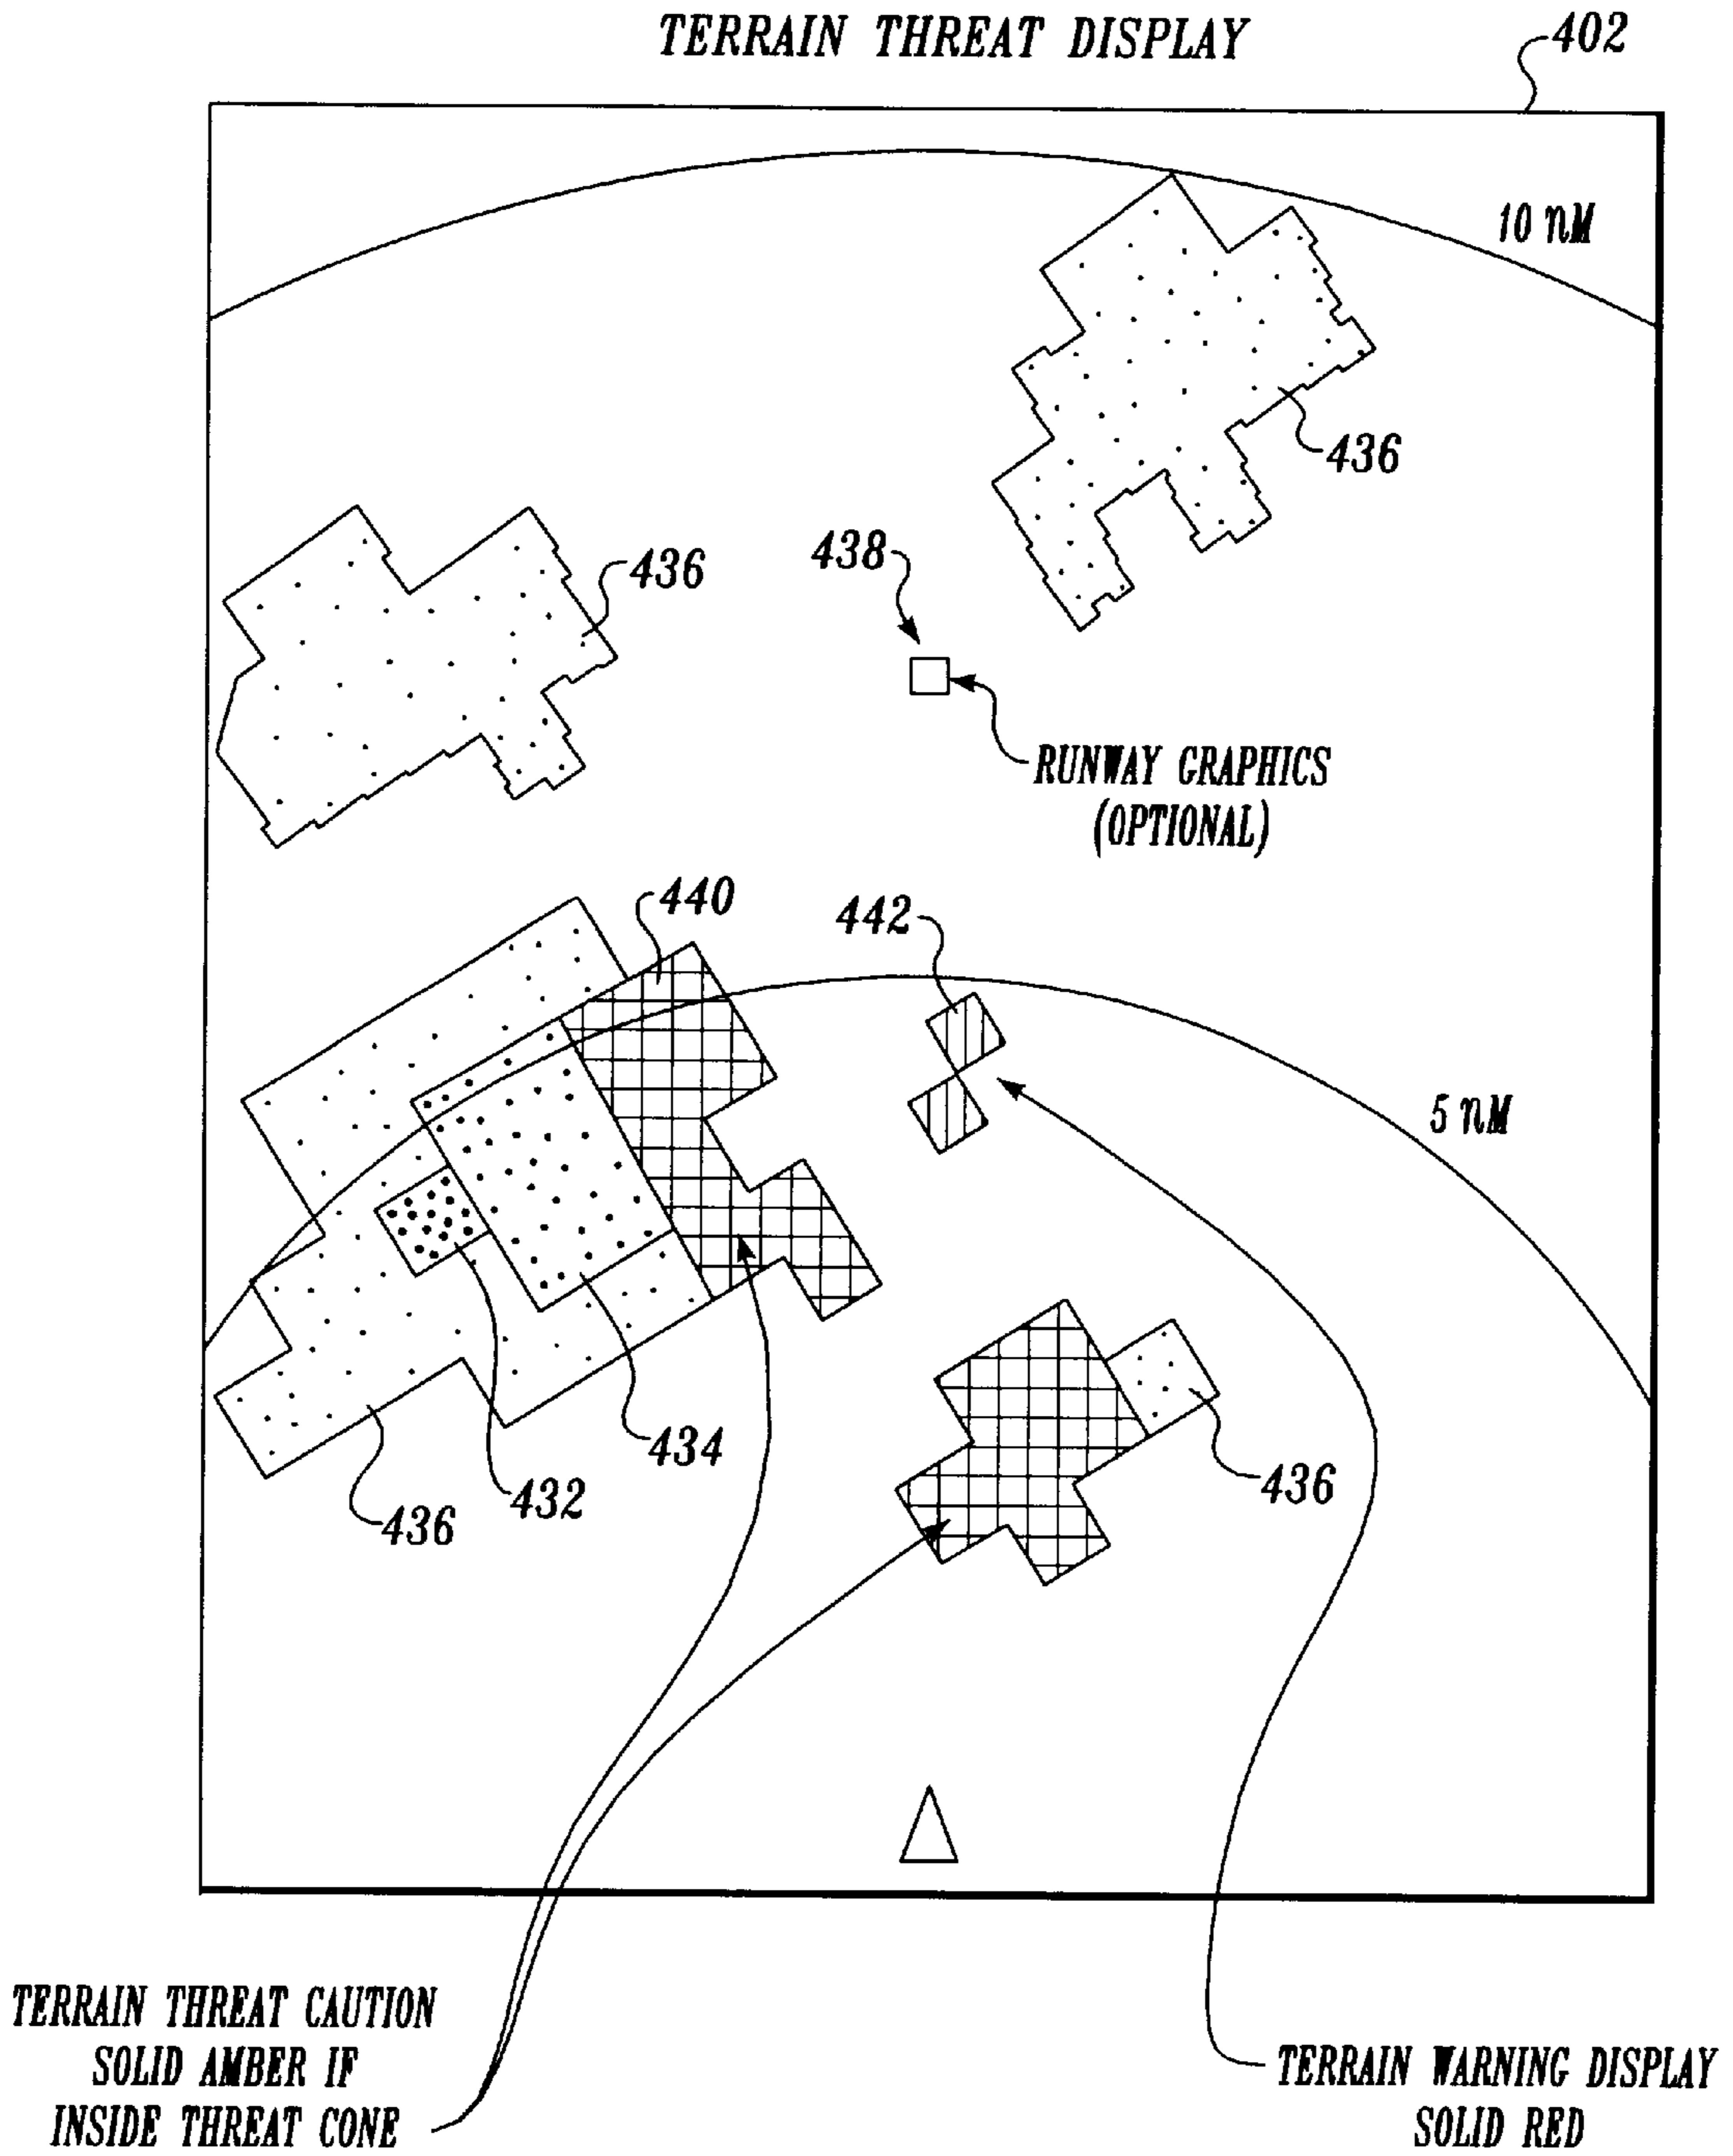 TERRAIN THREAT DISPLAY
402
10 nM
436
436
438
RUNWAY GRAPHICS
(OPTIONAL)
440
442
5 nM
434
432
436
436
TERRAIN THREAT CAUTION
SOLID AMBER IF
INSIDE THREAT CONE
TERRAIN WARNING DISPLAY
SOLID RED